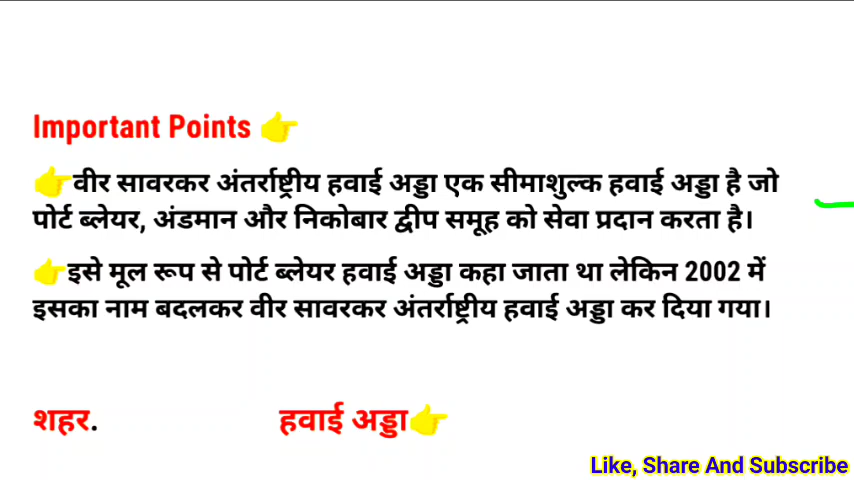 Important Points 👉
👉वीर सावरकर अंतर्राष्ट्रीय हवाई अड्डा एक सीमाशुल्क हवाई अड्डा है जो
पोर्ट ब्लेयर, अंडमान और निकोबार द्वीप समूह को सेवा प्रदान करता है।
👉इसे मूल रूप से पोर्ट ब्लेयर हवाई अड्डा कहा जाता था लेकिन 2002 में
इसका नाम बदलकर वीर सावरकर अंतर्राष्ट्रीय हवाई अड्डा कर दिया गया।
शहर. हवाई अड्डा👉
Like, Share And Subscribe